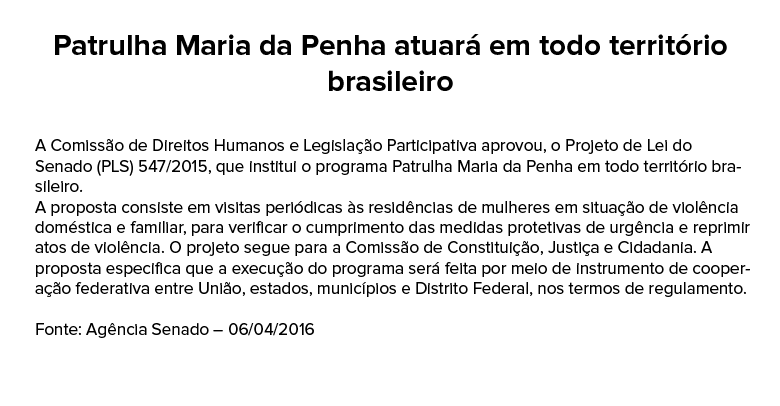 Patrulha Maria da Penha atuará em todo território
brasileiro
A Comissão de Direitos Humanos e Legislação Participativa aprovou, o Projeto de Lei do
Senado (PLS) 547/2015, que institui o programa Patrulha Maria da Penha em todo território bra-
sileiro.
A proposta consiste em visitas periódicas às residências de mulheres em situação de violência
doméstica e familiar, para verificar o cumprimento das medidas protetivas de urgência e reprimir
atos de violência. O projeto segue para a Comissão de Constituição, Justiça e Cidadania. A
proposta especifica que a execução do programa será feita por meio de instrumento de cooper-
ação federativa entre União, estados, municípios e Distrito Federal, nos termos de regulamento.
Fonte: Agência Senado – 06/04/2016